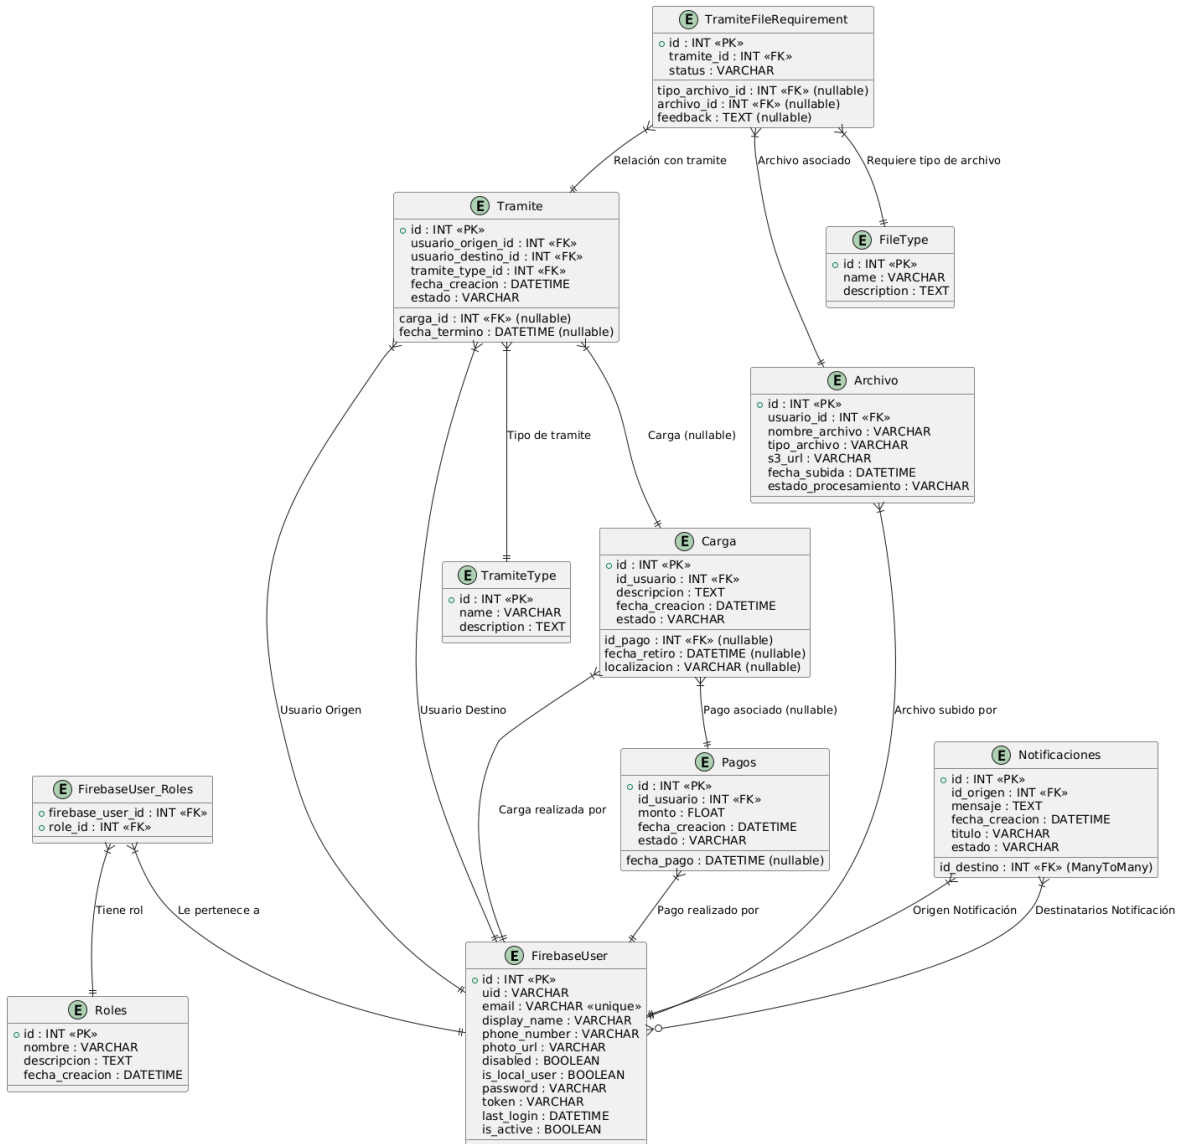 E TramiteFileRequirement
id : INT «PK»
tramite_id : INT «FK»
status : VARCHAR
tipo_archivo_id : INT «FK» (nullable)
archivo_id : INT «FK» (nullable)
feedback : TEXT (nullable)
Relación con tramite
Archivo asociado
Requiere tipo de archivo
E Tramite
id : INT «PK»
usuario_origen_id : INT «FK»
usuario_destino_id : INT «FK»
tramite_type_id : INT «FK»
fecha_creacion : DATETIME
estado : VARCHAR
carga_id : INT «FK» (nullable)
fecha_termino : DATETIME (nullable)
E FileType
id : INT «PK»
name : VARCHAR
description : TEXT
E Archivo
id : INT «PK»
usuario_id : INT «FK»
nombre_archivo : VARCHAR
tipo_archivo : VARCHAR
s3_url : VARCHAR
fecha_subida : DATETIME
estado_procesamiento : VARCHAR
Tipo de tramite
Carga (nullable)
E TramiteType
id : INT «PK»
name : VARCHAR
description : TEXT
E Carga
id : INT «PK»
id_usuario : INT «FK»
descripcion : TEXT
fecha_creacion : DATETIME
estado : VARCHAR
id_pago : INT «FK» (nullable)
fecha_retiro : DATETIME (nullable)
localizacion : VARCHAR (nullable)
Usuario Origen
Usuario Destino
Pago asociado (nullable)
Archivo subido por
E FirebaseUser_Roles
firebase_user_id : INT «FK»
role_id : INT «FK»
Carga realizada por
E Pagos
id : INT «PK»
id_usuario : INT «FK»
monto : FLOAT
fecha_creacion : DATETIME
estado : VARCHAR
fecha_pago : DATETIME (nullable)
E Notificaciones
id : INT «PK»
id_origen : INT «FK»
mensaje : TEXT
fecha_creacion : DATETIME
titulo : VARCHAR
estado : VARCHAR
id_destino : INT «FK» (ManyToMany)
Tiene rol
Le pertenece a
Pago realizado por
Origen Notificación
Destinatarios Notificación
E Roles
id : INT «PK»
nombre : VARCHAR
descripcion : TEXT
fecha_creacion : DATETIME
E FirebaseUser
id : INT «PK»
uid : VARCHAR
email : VARCHAR «unique»
display_name : VARCHAR
phone_number : VARCHAR
photo_url : VARCHAR
disabled : BOOLEAN
is_local_user : BOOLEAN
password : VARCHAR
token : VARCHAR
last_login : DATETIME
is_active : BOOLEAN